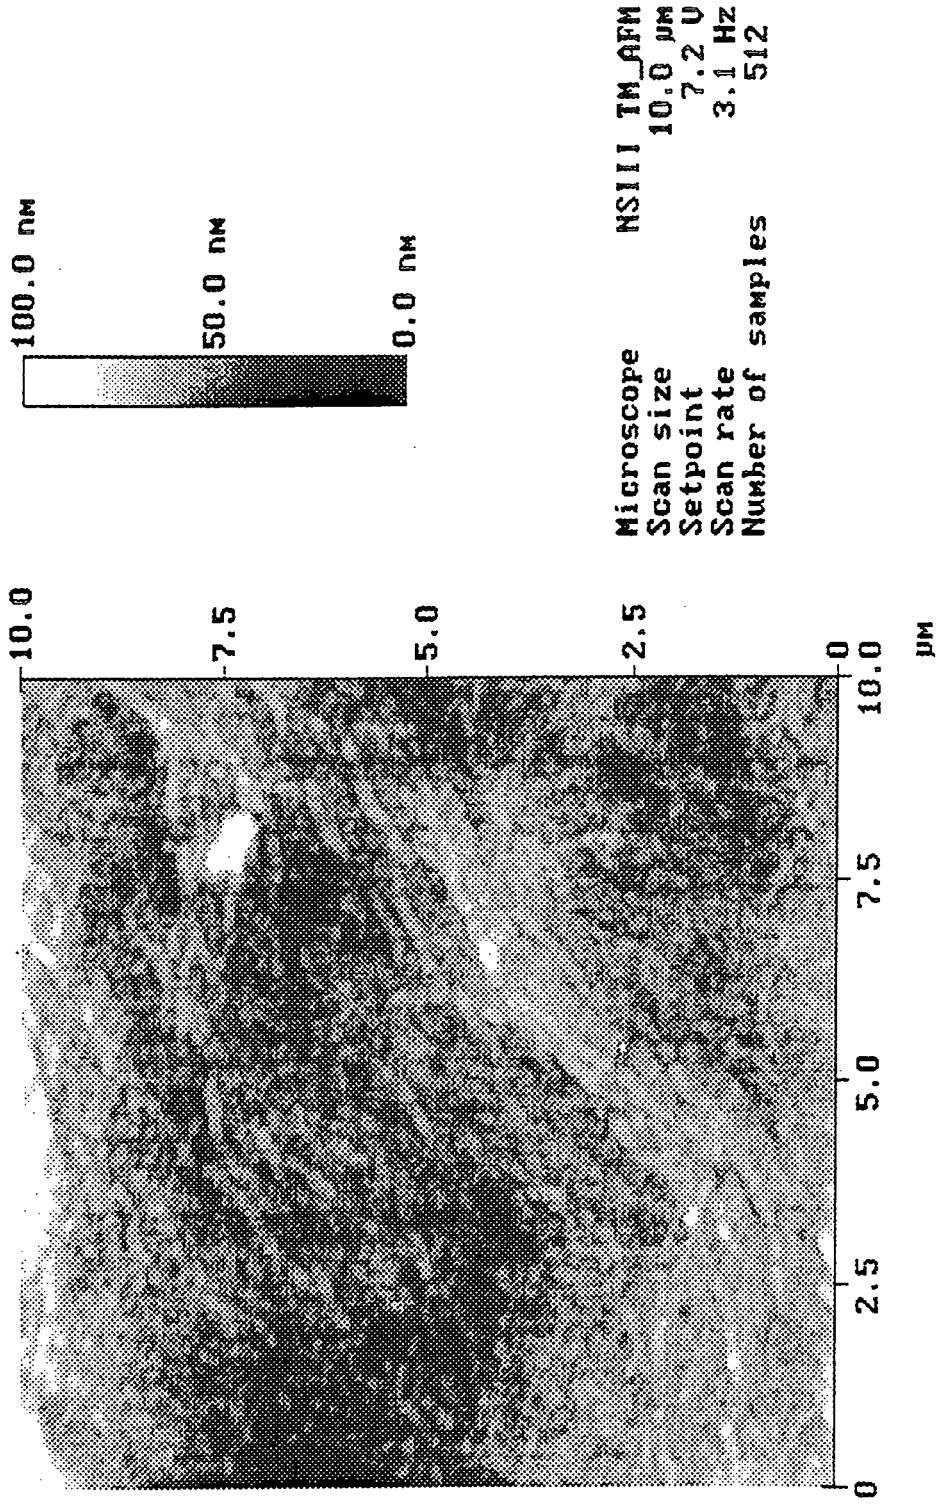 10.0
7.5
5.0
2.5
0
0
2.5
5.0
7.5
10.0
µM
100.0 nM
50.0 nM
0.0 nM
Microscope NSIII TM_AFM
Scan size 10.0 µM
Setpoint 7.2 V
Scan rate 3.1 Hz
Number of samples 512